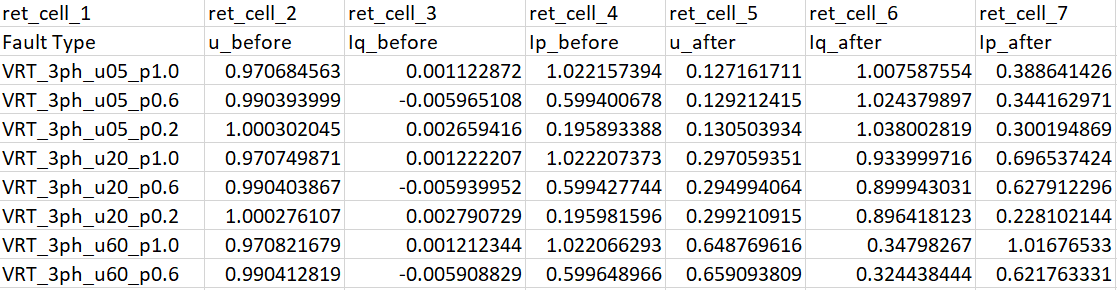 ret_cell_1 ret_cell_2 ret_cell_3 ret_cell_4 ret_cell_5 ret_cell_6 ret_cell_7
Fault Type u_before Iq_before Ip_before u_after Iq_after Ip_after
VRT_3ph_u05_p1.0 0.970684563 0.001122872 1.022157394 0.127161711 1.007587554 0.388641426
VRT_3ph_u05_p0.6 0.990393999 -0.005965108 0.599400678 0.129212415 1.024379897 0.344162971
VRT_3ph_u05_p0.2 1.000302045 0.002659416 0.195893388 0.130503934 1.038002819 0.300194869
VRT_3ph_u20_p1.0 0.970749871 0.001222207 1.022207373 0.297059351 0.933999716 0.696537424
VRT_3ph_u20_p0.6 0.990403867 -0.005939952 0.599427744 0.294994064 0.899943031 0.627912296
VRT_3ph_u20_p0.2 1.000276107 0.002790729 0.195981596 0.299210915 0.896418123 0.228102144
VRT_3ph_u60_p1.0 0.970821679 0.001212344 1.022066293 0.648769616 0.34798267 1.01676533
VRT_3ph_u60_p0.6 0.990412819 -0.005908829 0.599648966 0.659093809 0.324438444 0.621763331